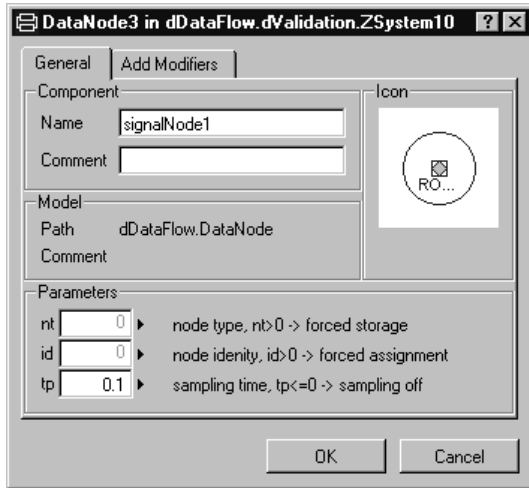 DataNode3 in dDataFlow.dValidation.ZSystem10
General Add Modifiers
Component
Name signalNode1
Comment
Icon
RO...
Model
Path dDataFlow.DataNode
Comment
Parameters
nt 0 node type, nt>0 -> forced storage
id 0 node idenity, id>0 -> forced assignment
tp 0.1 sampling time, tp<=0 -> sampling off
OK Cancel